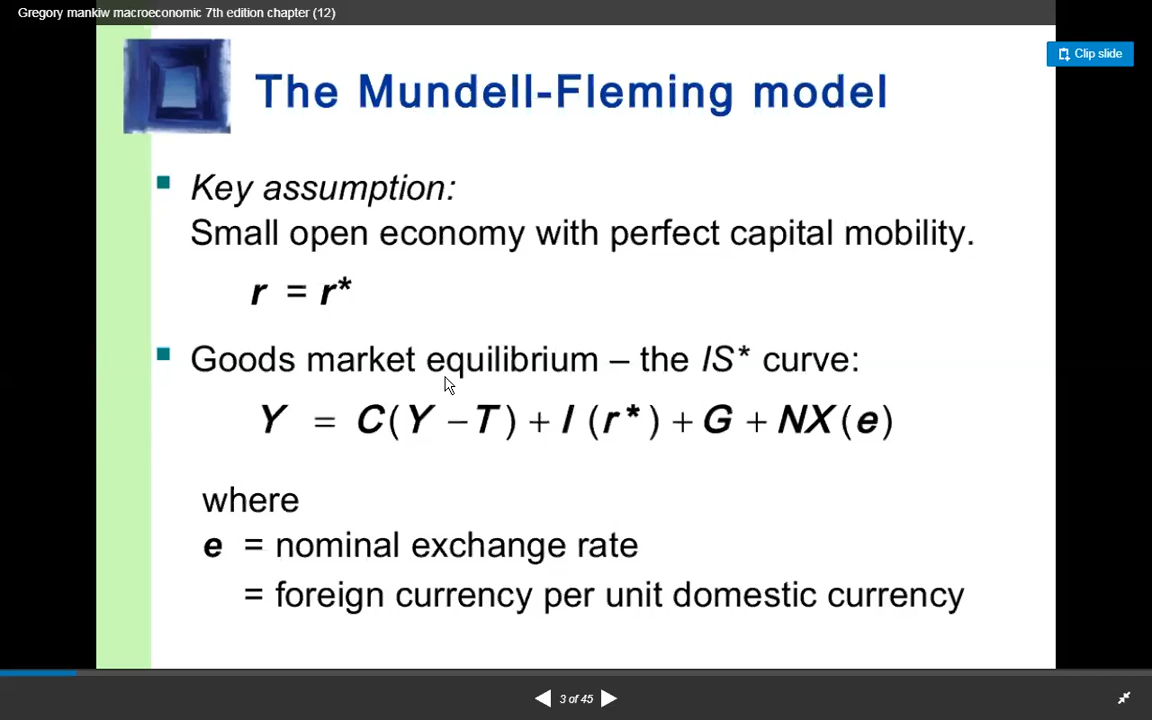 Gregory mankiw macroeconomic 7th edition chapter (12)
Clip slide
The Mundell-Fleming model
Key assumption:
Small open economy with perfect capital mobility.
r = r*
Goods market equilibrium – the IS* curve:
Y = C(Y – T) + I (r*) + G + NX(e)
where
e = nominal exchange rate
= foreign currency per unit domestic currency
3 of 45